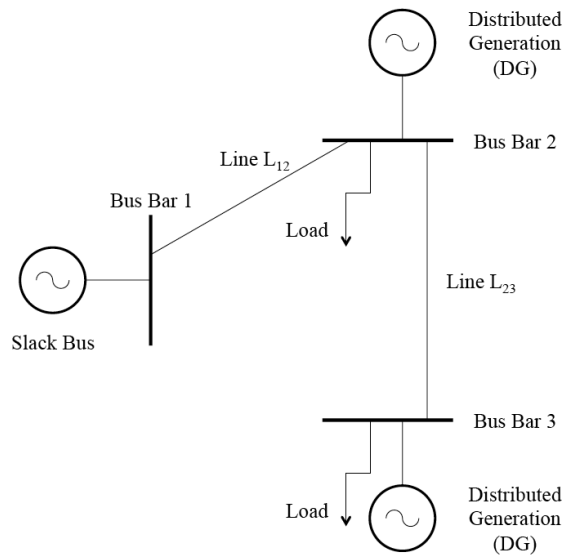 Distributed
Generation
(DG)
Bus Bar 2
Line L₁₂
Bus Bar 1
Load
Line L₂₃
Slack Bus
Bus Bar 3
Load
Distributed
Generation
(DG)